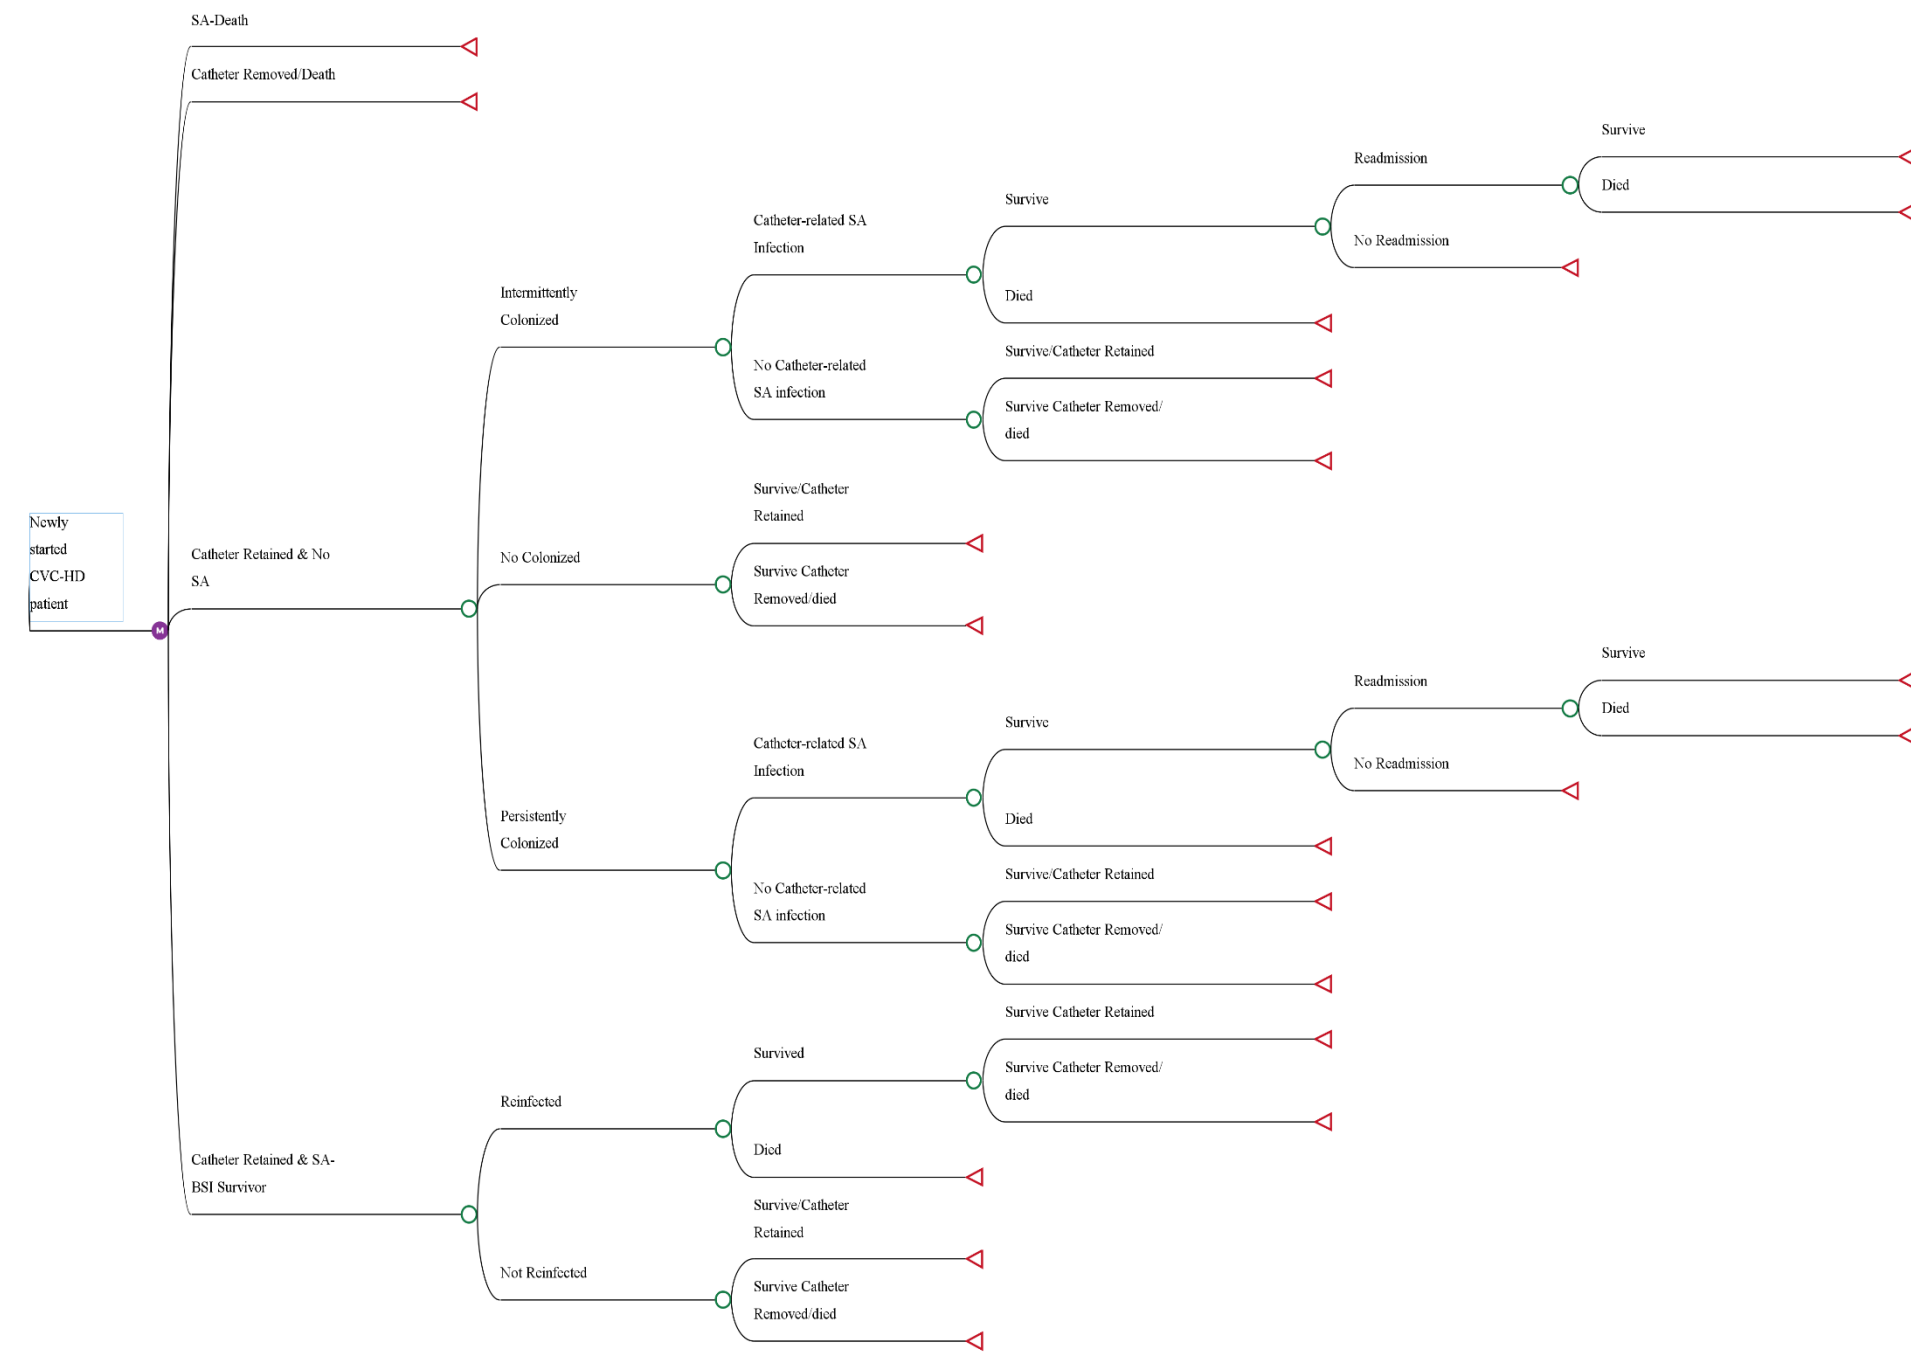 SA-Death
Catheter Removed/Death
Survive
Readmission
Died
Survive
Catheter-related SA
Infection
No Readmission
Intermittently
Colonized
Died
Survive/Catheter Retained
No Catheter-related
SA infection
Survive Catheter Removed/
died
Survive/Catheter
Retained
Newly
started
CVC-HD
patient
M
Catheter Retained & No
SA
No Colonized
Survive Catheter
Removed/died
Survive
Readmission
Died
Survive
Catheter-related SA
Infection
No Readmission
Persistently
Colonized
Died
Survive/Catheter Retained
No Catheter-related
SA infection
Survive Catheter Removed/
died
Survive Catheter Retained
Survived
Survive Catheter Removed/
died
Reinfected
Died
Catheter Retained & SA-
BSI Survivor
Survive/Catheter
Retained
Not Reinfected
Survive Catheter
Removed/died